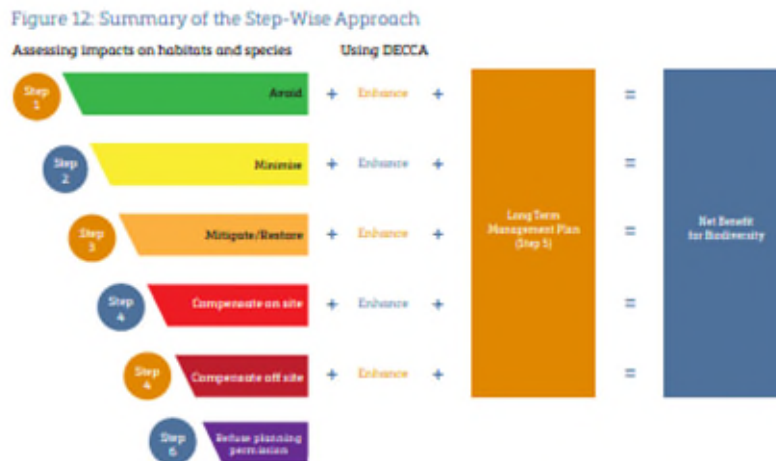 Figure 12: Summary of the Step-Wise Approach
Assessing impacts on habitats and species Using DECCA
Step
1
Avoid + Enhance + =
Step
2
Minimise + Enhance + =
Step
3
Mitigate/Restore + Enhance + =
Long Term
Management Plan
(Step 5)
Net Benefit
for Biodiversity
Step
4
Compensate on site + Enhance + =
Step
4
Compensate off site + Enhance + =
Step
6
Refuse planning
permission